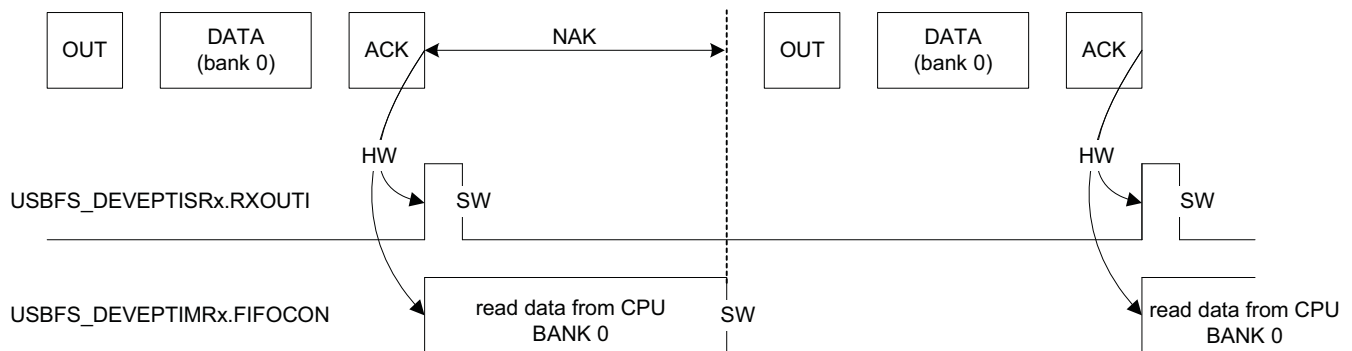 OUT
DATA
(bank 0)
ACK
NAK
OUT
DATA
(bank 0)
ACK
HW
HW
USBFS_DEVEPTISRx.RXOUTI
SW
SW
USBFS_DEVEPTIMRx.FIFOCON
read data from CPU
BANK 0
SW
read data from CPU
BANK 0